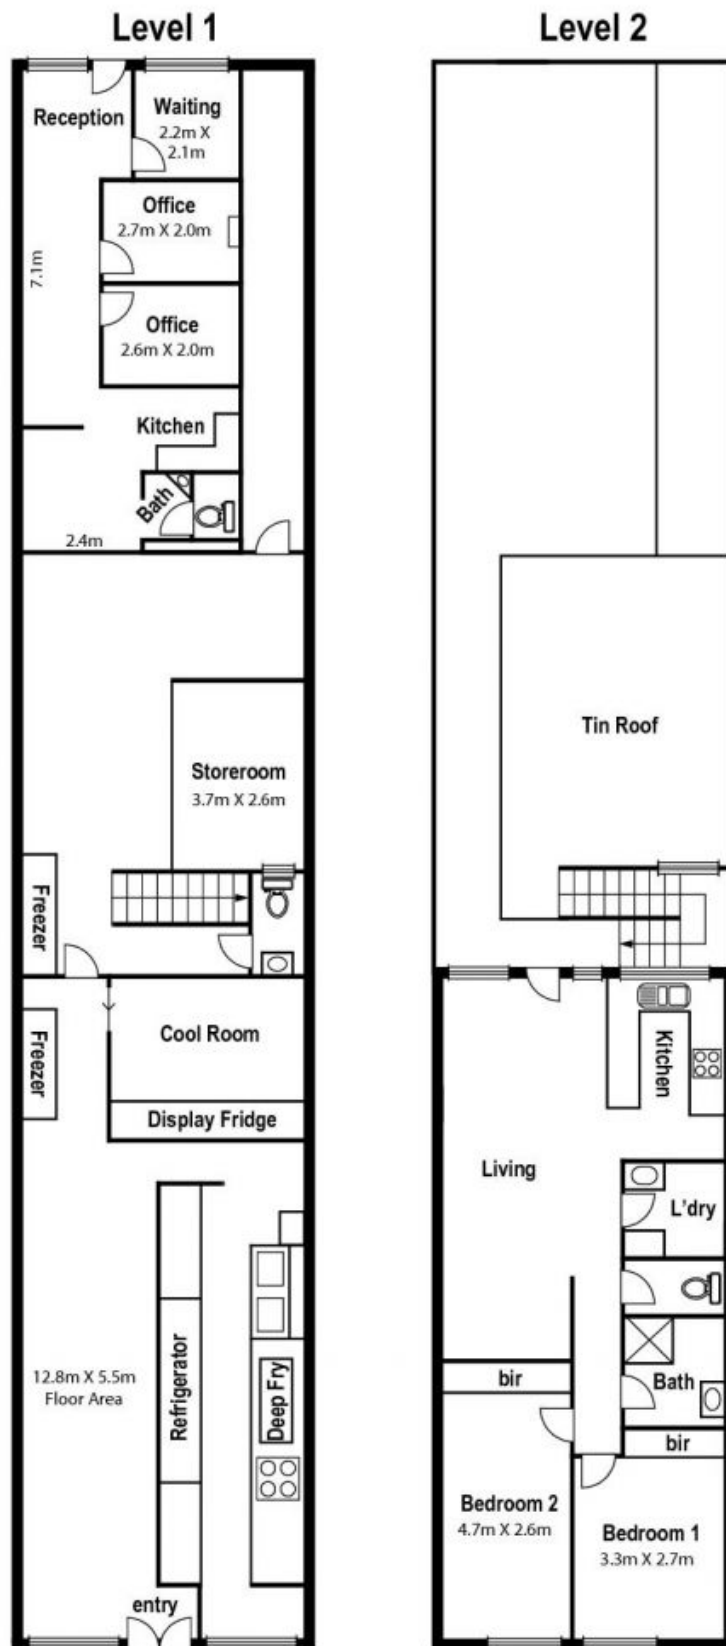 Level 1
Reception
Waiting
2.2m X
2.1m
Office
2.7m X 2.0m
7.1m
Office
2.6m X 2.0m
Kitchen
Bath
2.4m
Storeroom
3.7m X 2.6m
Freezer
Freezer
Cool Room
Display Fridge
12.8m X 5.5m
Floor Area
Refrigerator
Deep Fry
entry
Level 2
Tin Roof
Kitchen
Living
L'dry
bir
Bath
bir
Bedroom 2
4.7m X 2.6m
Bedroom 1
3.3m X 2.7m